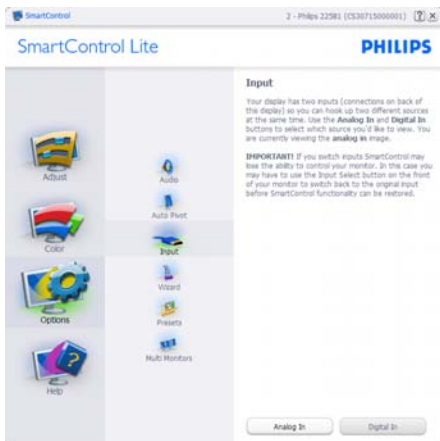 SmartControl
2 - Philips 225B1 (CS30715000001)
SmartControl Lite
PHILIPS
Adjust
Color
Options
Help
Audio
Auto Pivot
Input
Wizard
Presets
Multi Monitors
Input
Your display has two inputs (connections on back of
this display) so you can hook up two different sources
at the same time. Use the Analog In and Digital In
buttons to select which source you'd like to view. You
are currently viewing the analog in image.
IMPORTANT! If you switch inputs SmartControl may
lose the ability to control your monitor. In this case you
may have to use the Input Select button on the front
of your monitor to switch back to the original input
before SmartControl functionality can be restored.
Analog In
Digital In